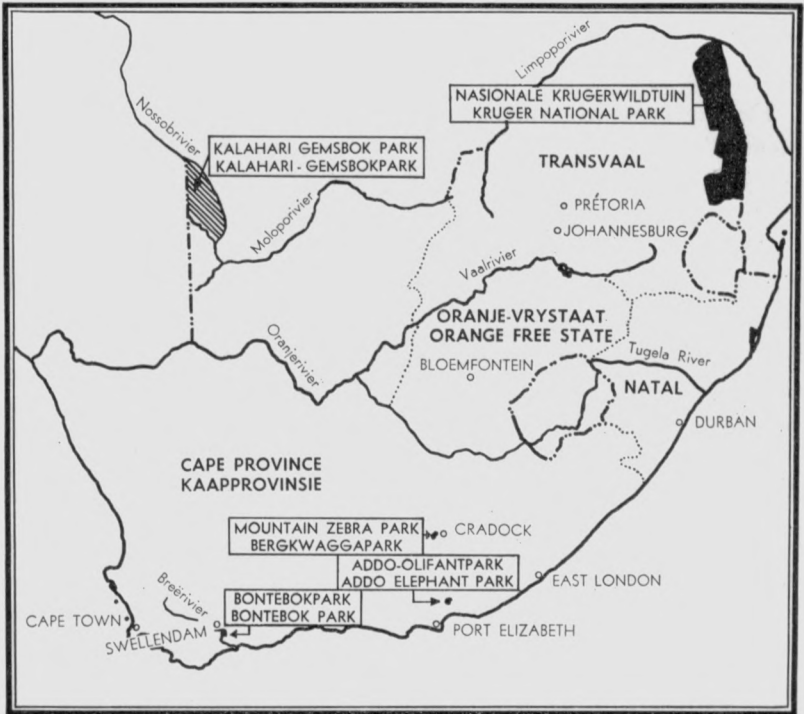 Limpoporivier
NASIONALE KRUGERWILDTUIN
KRUGER NATIONAL PARK
Nossobrivier
KALAHARI GEMSBOK PARK
KALAHARI - GEMSBOKPARK
TRANSVAAL
PRÉTORIA
JOHANNESBURG
Moloporivier
Vaalrivier
ORANJE-VRYSTAAT
ORANGE FREE STATE
BLOEMFONTEIN
Oranjerivier
Tugela River
NATAL
DURBAN
CAPE PROVINCE
KAAPPROVINSIE
MOUNTAIN ZEBRA PARK
BERGKWAGGAPARK
CRADOCK
ADDO-OLIFANTPARK
ADDO ELEPHANT PARK
EAST LONDON
Breërivier
BONTEBOKPARK
BONTEBOK PARK
CAPE TOWN
SWELLENDAM
PORT ELIZABETH